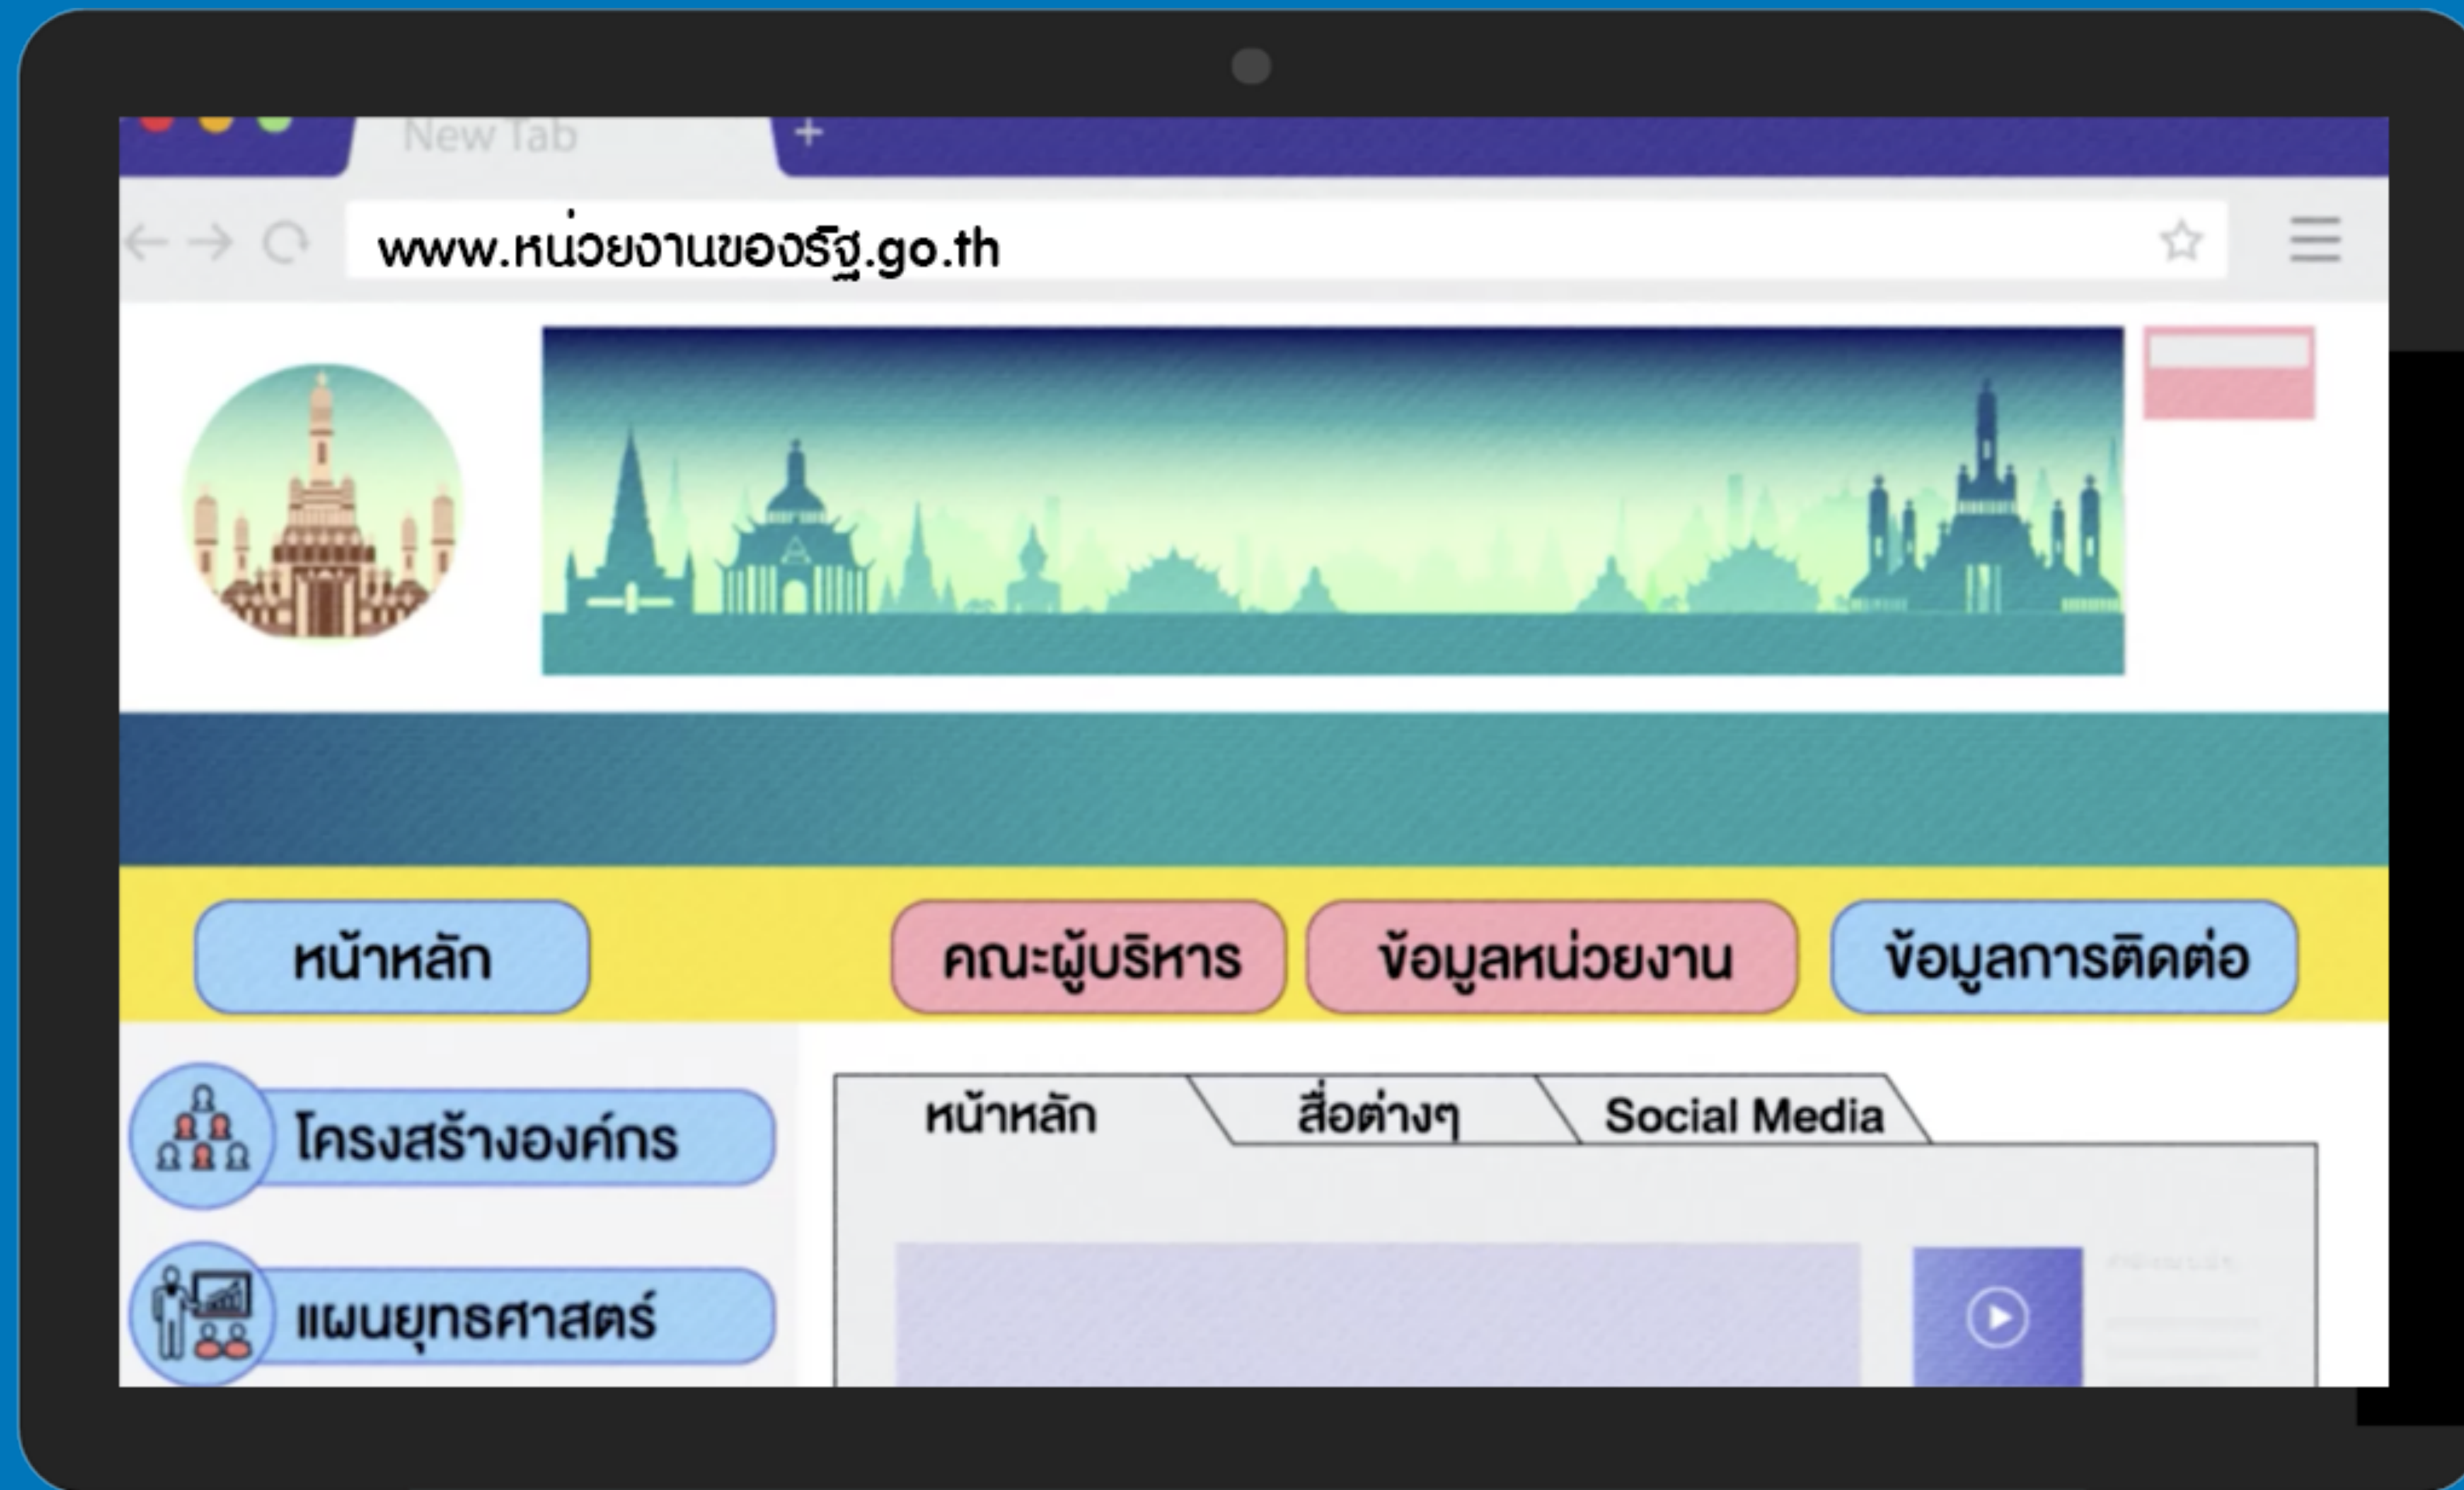 New Tab
www.หน่วยงานของรัฐ.go.th
หน้าหลัก คณะผู้บริหาร ข้อมูลหน่วยงาน ข้อมูลการติดต่อ
โครงสร้างองค์กร
แผนยุทธศาสตร์
หน้าหลัก สื่อต่างๆ Social Media